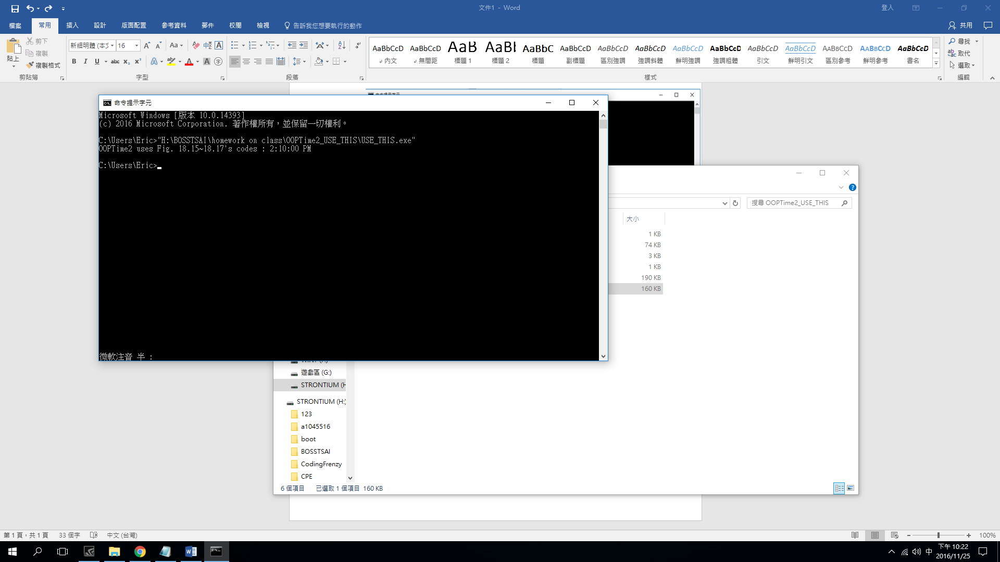 文件1 - Word
登入
檔案 常用 插入 設計 版面配置 參考資料 郵件 校閱 檢視 告訴我您想要執行的動作 共用
貼上
剪下
複製
複製格式
剪貼簿
新細明體 (本文 16
字型
段落
AaBbCcD AaBbCcD AaB AaBl AaBbC AaBbCcD AaBbCcD AaBbCcD AaBbCcD AaBbCcD AaBbCcD AaBbCcD AABBCCD AABBCCD AaBbCcD
內文 無間距 標題 1 標題 2 標題 副標題 區別強調 強調斜體 鮮明強調 強調粗體 引文 鮮明引文 區別參考 鮮明參考 書名
樣式
尋找
取代
選取
編輯
命令提示字元
Microsoft Windows [版本 10.0.14393]
(c) 2016 Microsoft Corporation. 著作權所有，並保留一切權利。
C:\Users\Eric>"H:\BOSSTSAI\homework on class\OOPTime2_USE_THIS\USE_THIS.exe"
OOPTime2 uses Fig. 18.15~18.17's codes : 2:10:00 PM
C:\Users\Eric>
微軟注音 半 :
搜尋 OOPTime2_USE_THIS
大小
1 KB
74 KB
3 KB
1 KB
190 KB
160 KB
遊戲區 (G:)
STRONTIUM (H
STRONTIUM (H:)
123
a1045516
boot
BOSSTSAI
CodingFrenzy
CPE
6 個項目 已選取 1 個項目 160 KB
第 1 頁，共 1 頁 33 個字 中文 (台灣)
100%
中
下午 10:22
2016/11/25